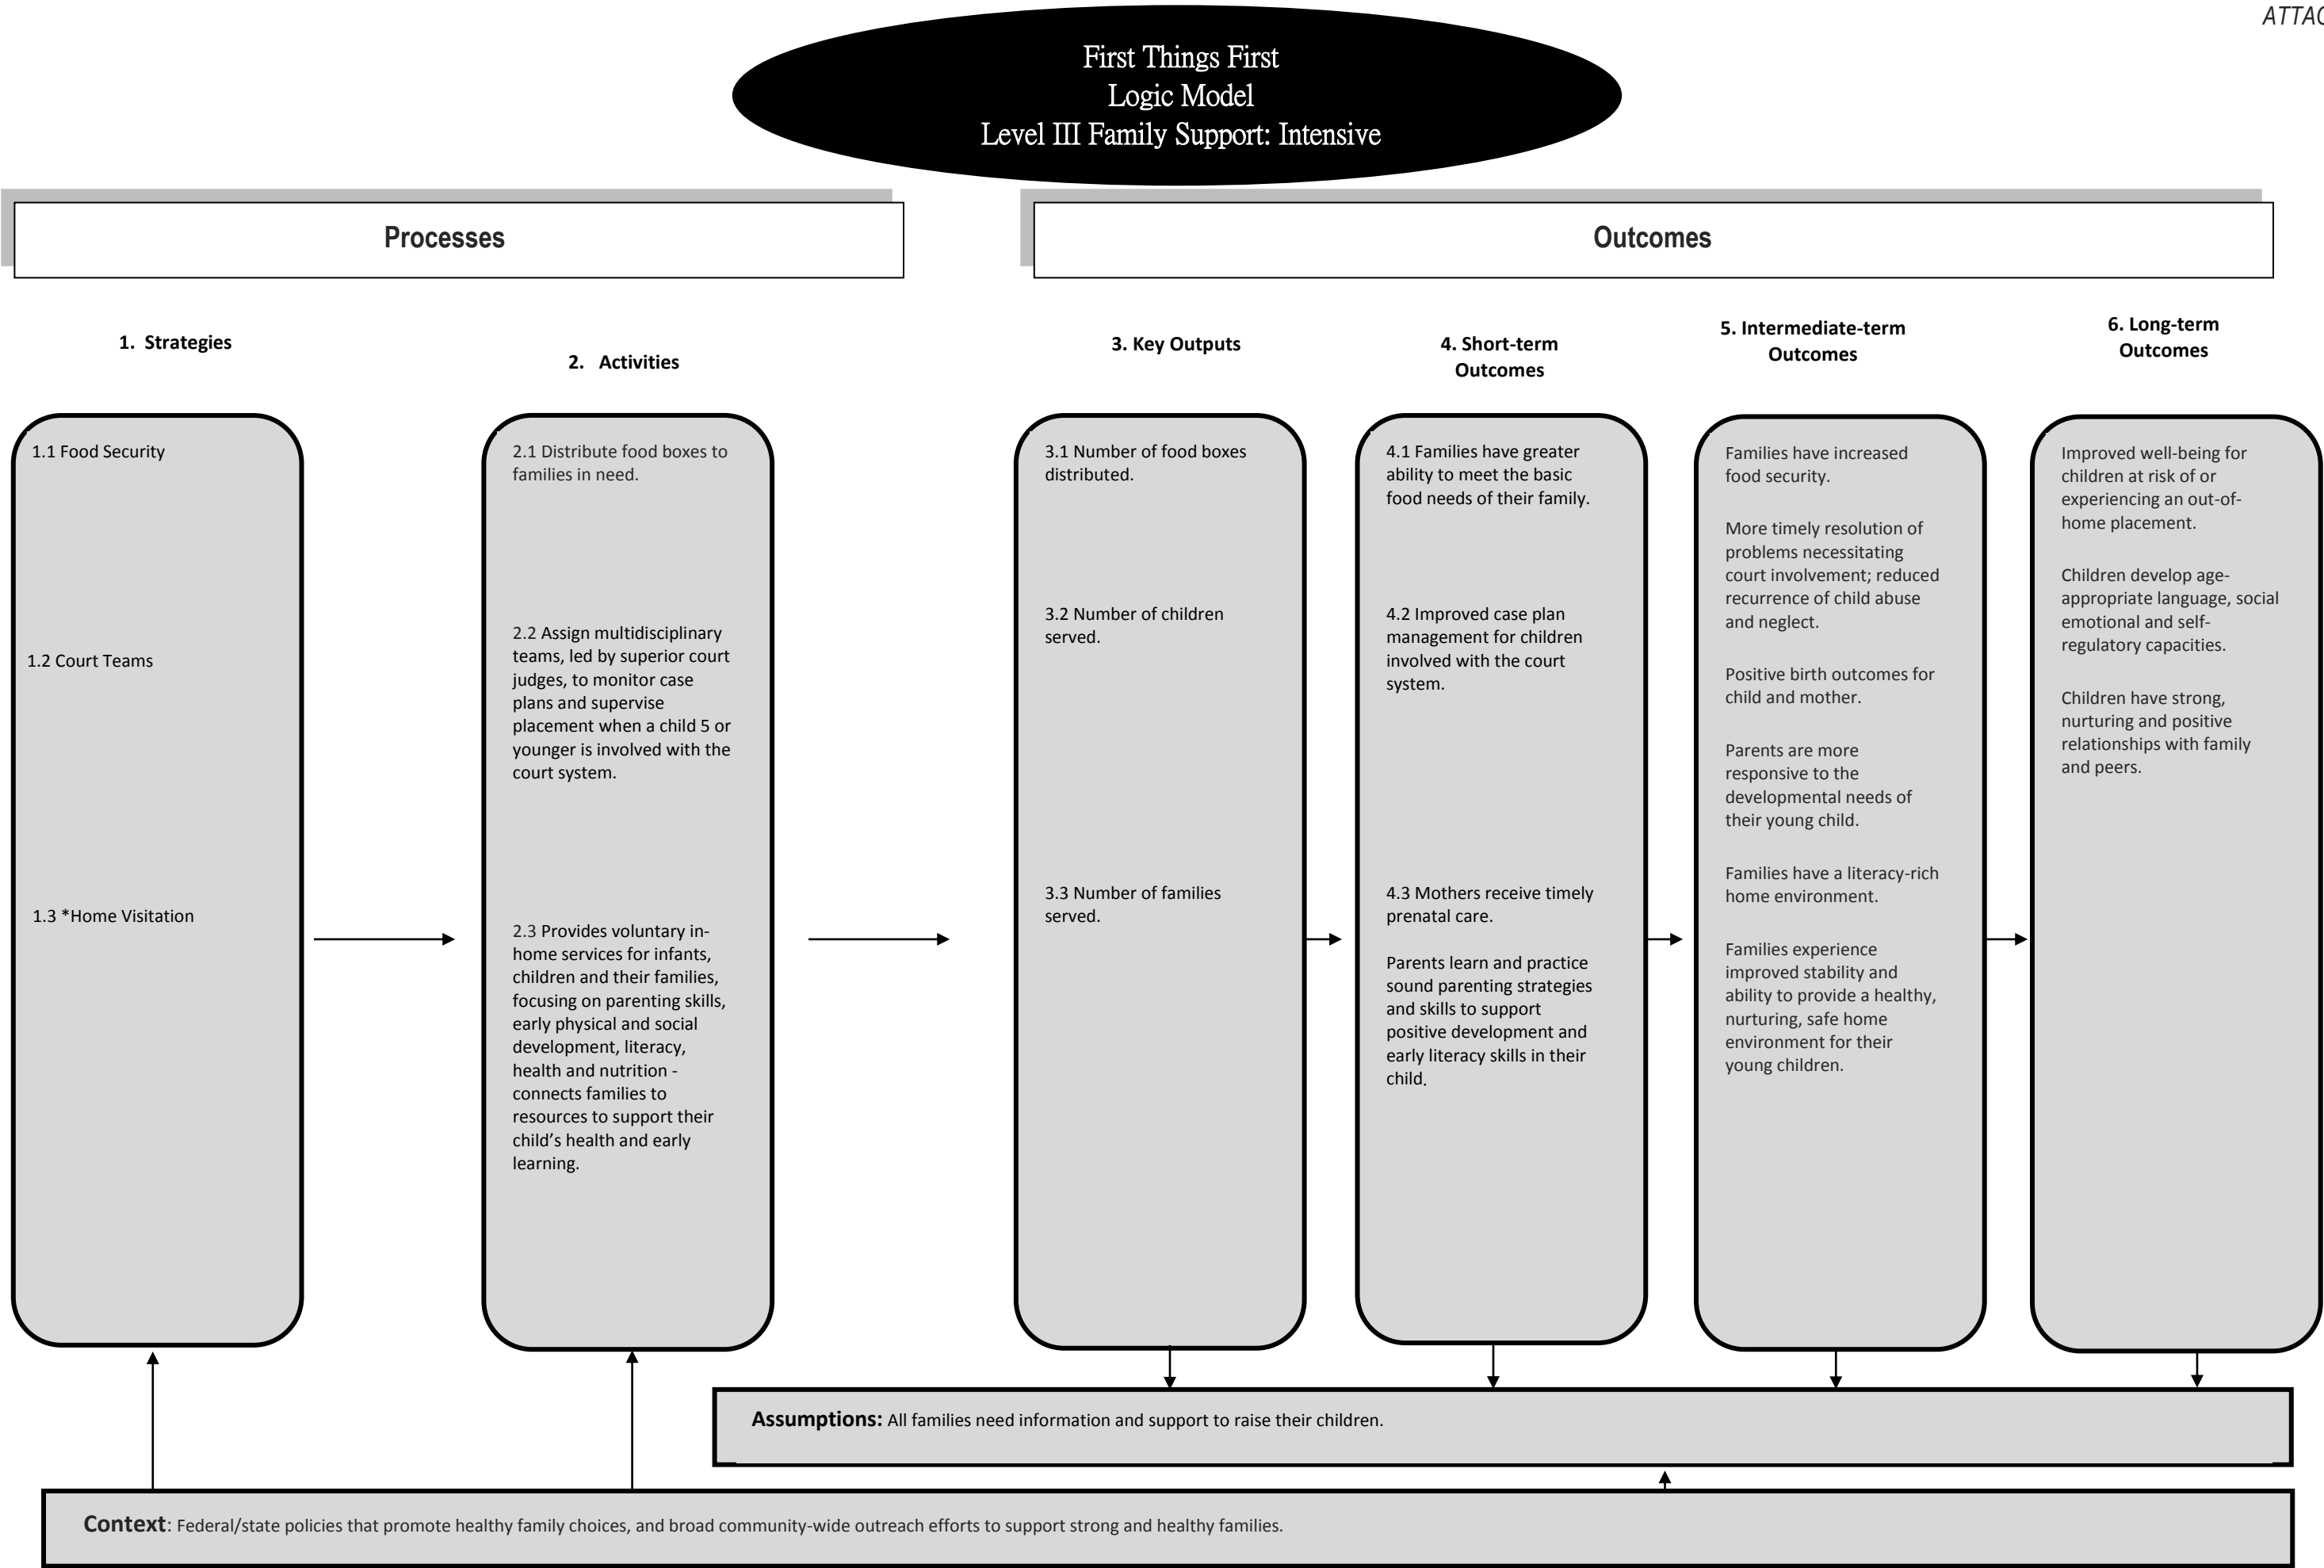 ATTAC
First Things First
Logic Model
Level III Family Support: Intensive
Processes
Outcomes
1. Strategies
2. Activities
3. Key Outputs
4. Short-term
Outcomes
5. Intermediate-term
Outcomes
6. Long-term
Outcomes
1.1 Food Security
1.2 Court Teams
1.3 *Home Visitation
2.1 Distribute food boxes to
families in need.
2.2 Assign multidisciplinary
teams, led by superior court
judges, to monitor case
plans and supervise
placement when a child 5 or
younger is involved with the
court system.
2.3 Provides voluntary in-
home services for infants,
children and their families,
focusing on parenting skills,
early physical and social
development, literacy,
health and nutrition -
connects families to
resources to support their
child’s health and early
learning.
3.1 Number of food boxes
distributed.
3.2 Number of children
served.
3.3 Number of families
served.
4.1 Families have greater
ability to meet the basic
food needs of their family.
4.2 Improved case plan
management for children
involved with the court
system.
4.3 Mothers receive timely
prenatal care.
Parents learn and practice
sound parenting strategies
and skills to support
positive development and
early literacy skills in their
child.
Families have increased
food security.
More timely resolution of
problems necessitating
court involvement; reduced
recurrence of child abuse
and neglect.
Positive birth outcomes for
child and mother.
Parents are more
responsive to the
developmental needs of
their young child.
Families have a literacy-rich
home environment.
Families experience
improved stability and
ability to provide a healthy,
nurturing, safe home
environment for their
young children.
Improved well-being for
children at risk of or
experiencing an out-of-
home placement.
Children develop age-
appropriate language, social
emotional and self-
regulatory capacities.
Children have strong,
nurturing and positive
relationships with family
and peers.
Assumptions: All families need information and support to raise their children.
Context: Federal/state policies that promote healthy family choices, and broad community-wide outreach efforts to support strong and healthy families.